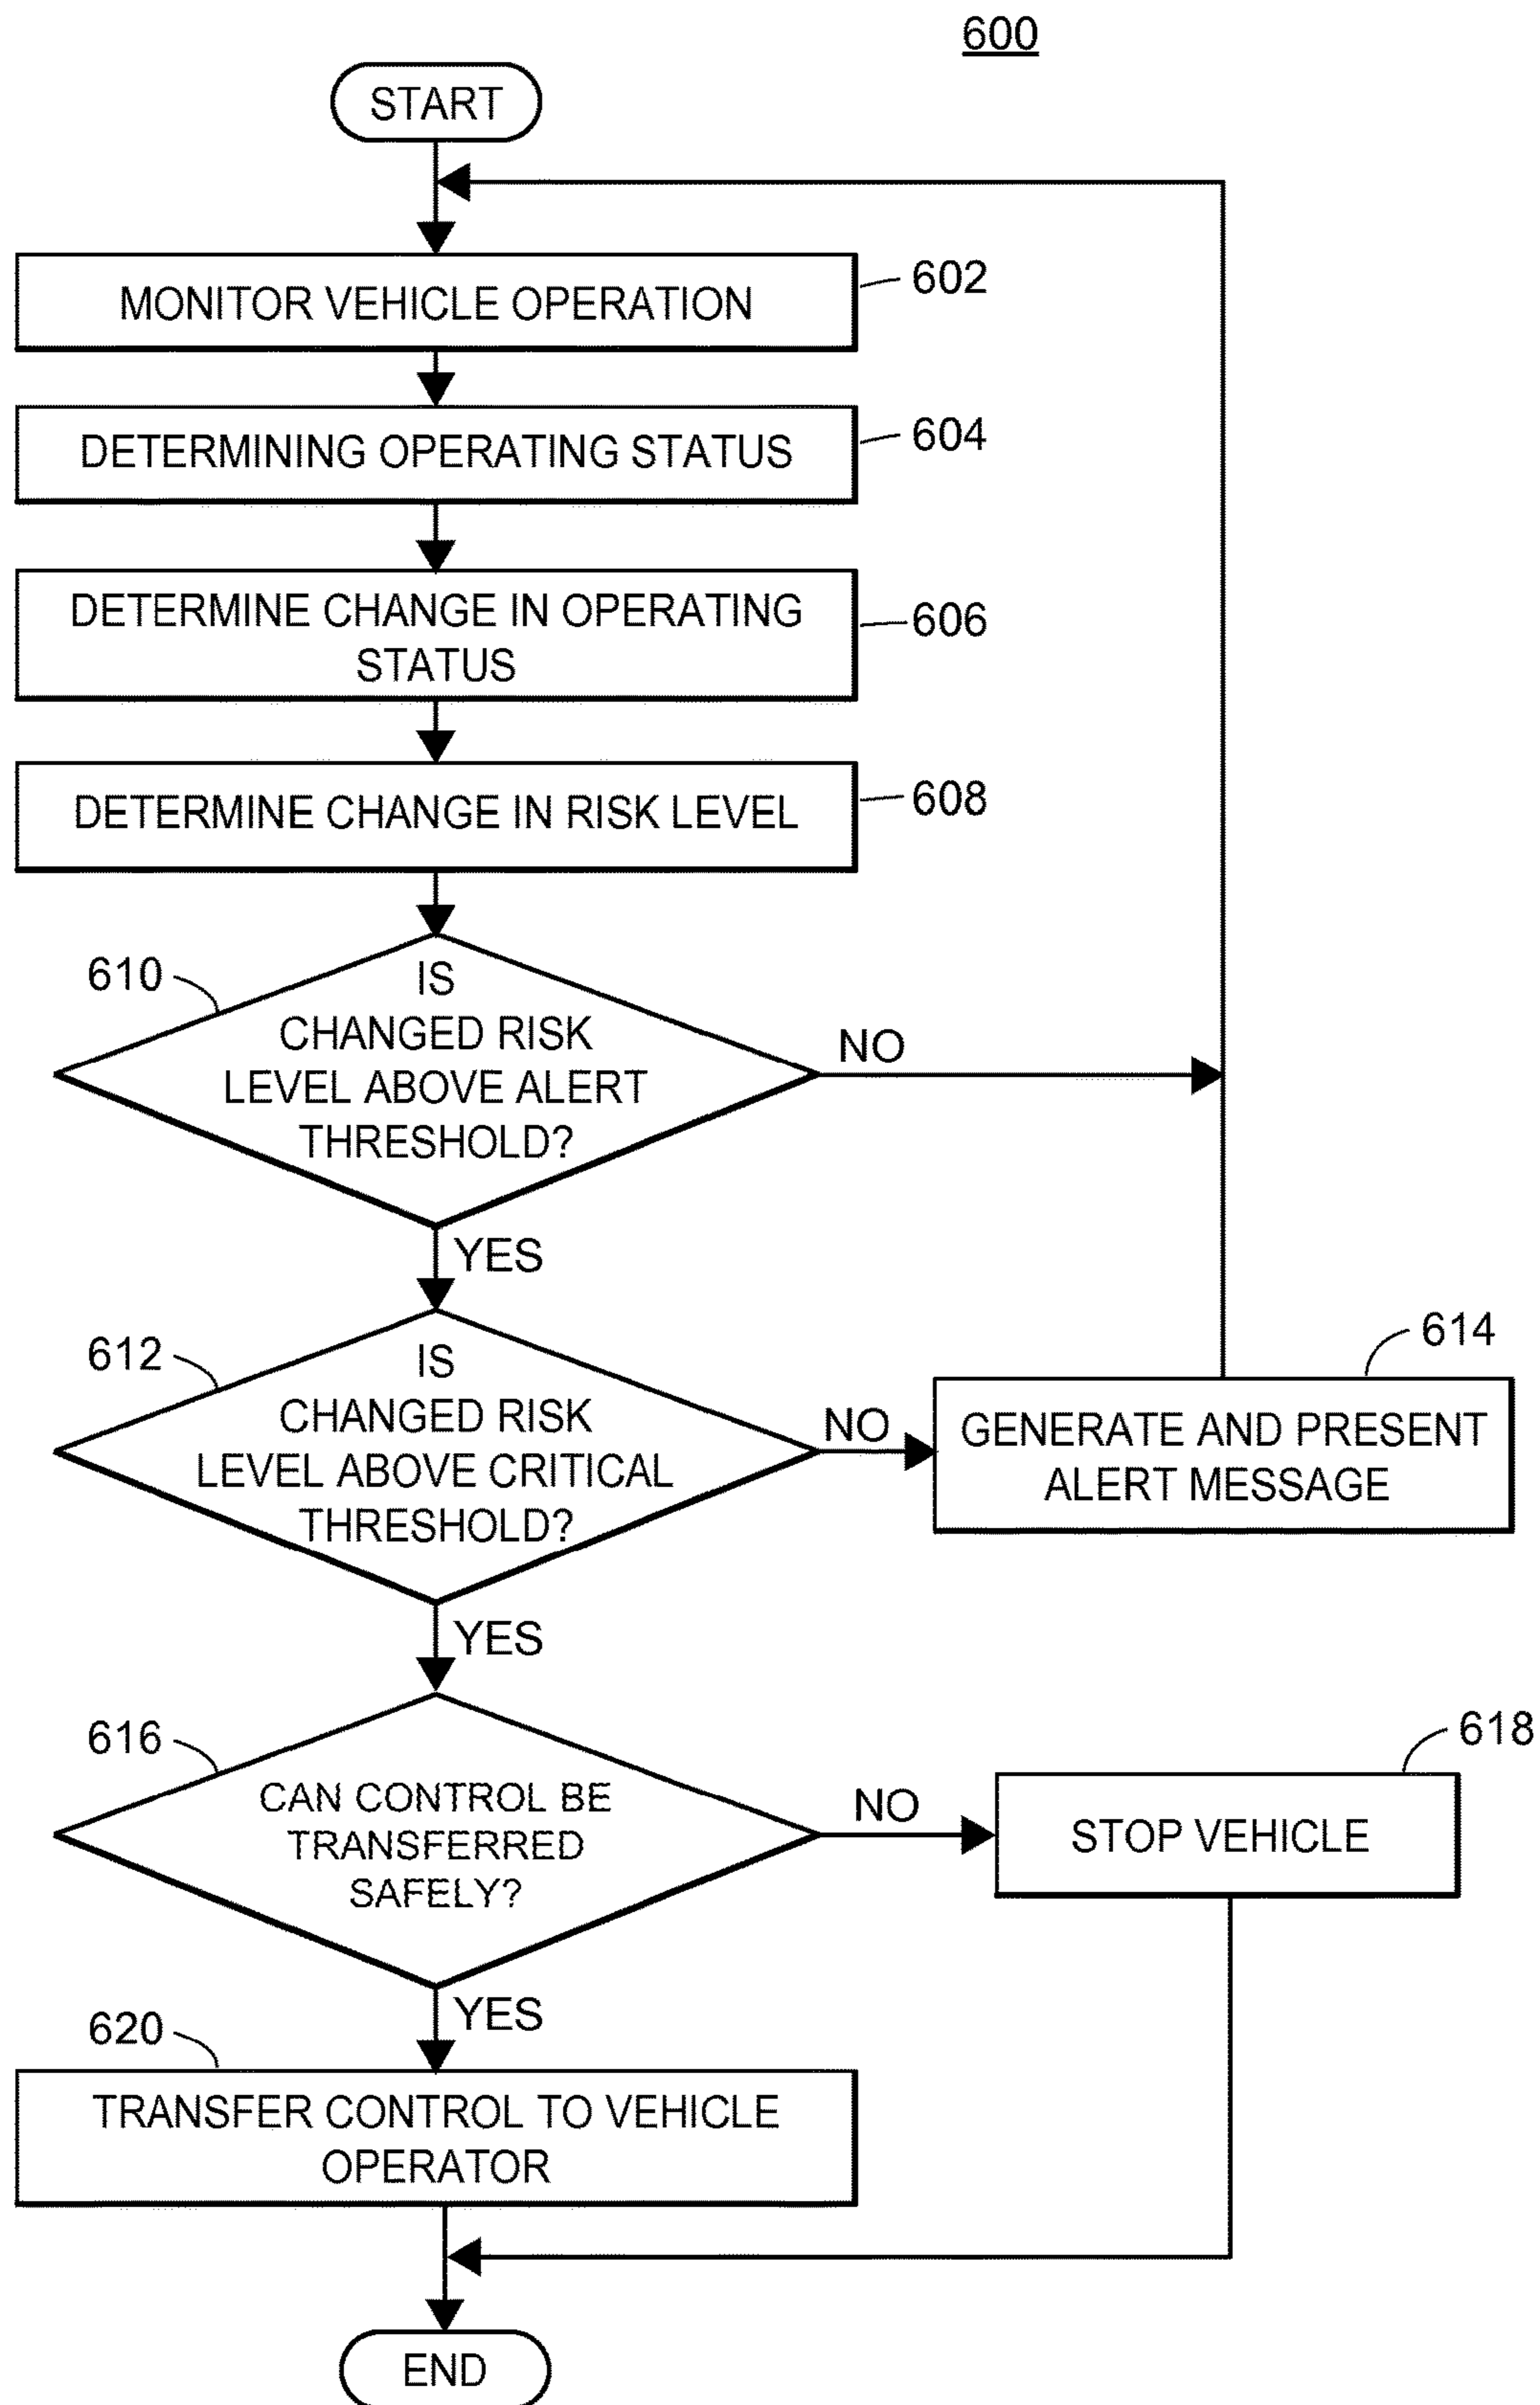 600
START
MONITOR VEHICLE OPERATION
602
DETERMINING OPERATING STATUS
604
DETERMINE CHANGE IN OPERATING
STATUS
606
DETERMINE CHANGE IN RISK LEVEL
608
610
IS
CHANGED RISK
LEVEL ABOVE ALERT
THRESHOLD?
NO
YES
612
IS
CHANGED RISK
LEVEL ABOVE CRITICAL
THRESHOLD?
NO
614
GENERATE AND PRESENT
ALERT MESSAGE
YES
616
CAN CONTROL BE
TRANSFERRED
SAFELY?
NO
618
STOP VEHICLE
YES
620
TRANSFER CONTROL TO VEHICLE
OPERATOR
END